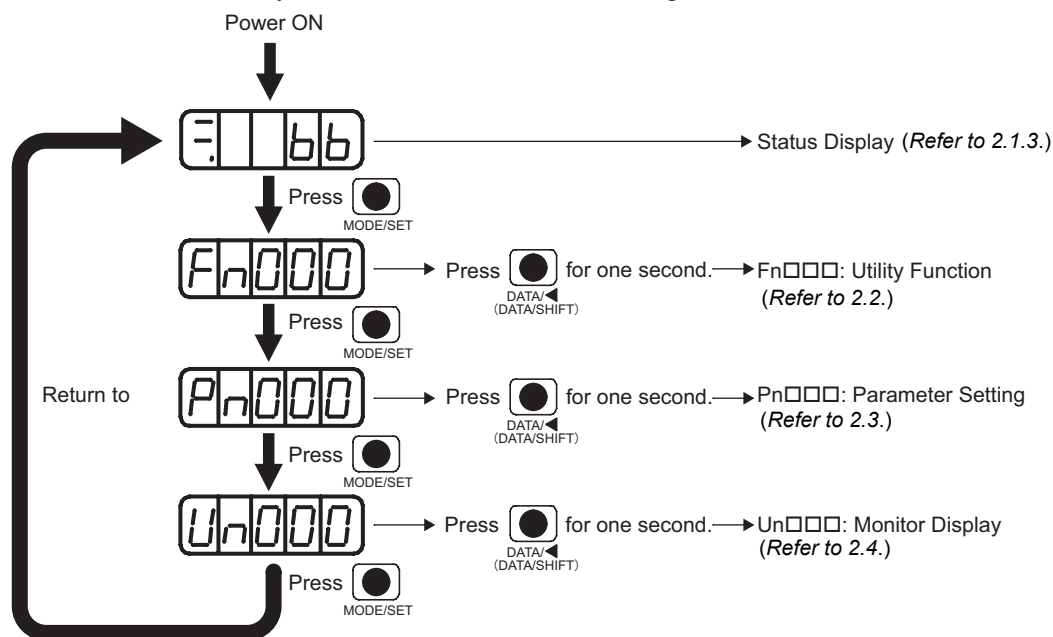 Power ON
bb
Status Display (Refer to 2.1.3.)
Press
MODE/SET
Fn000
Press
for one second.
DATA/◀
(DATA/SHIFT)
Fn□□□: Utility Function
(Refer to 2.2.)
Press
MODE/SET
Return to
Pn000
Press
for one second.
DATA/◀
(DATA/SHIFT)
Pn□□□: Parameter Setting
(Refer to 2.3.)
Press
MODE/SET
Un000
Press
for one second.
DATA/◀
(DATA/SHIFT)
Un□□□: Monitor Display
(Refer to 2.4.)
Press
MODE/SET